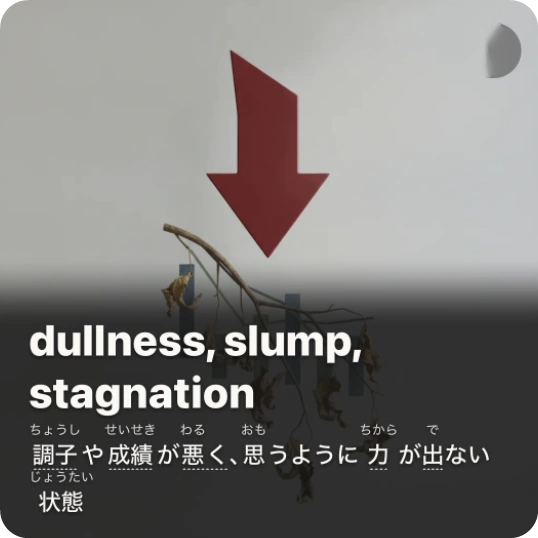 dullness, slump,
stagnation
ちょうし せいせき わる おも ちから で
調子や成績が悪く、思うように力が出ない
じょうたい
状態